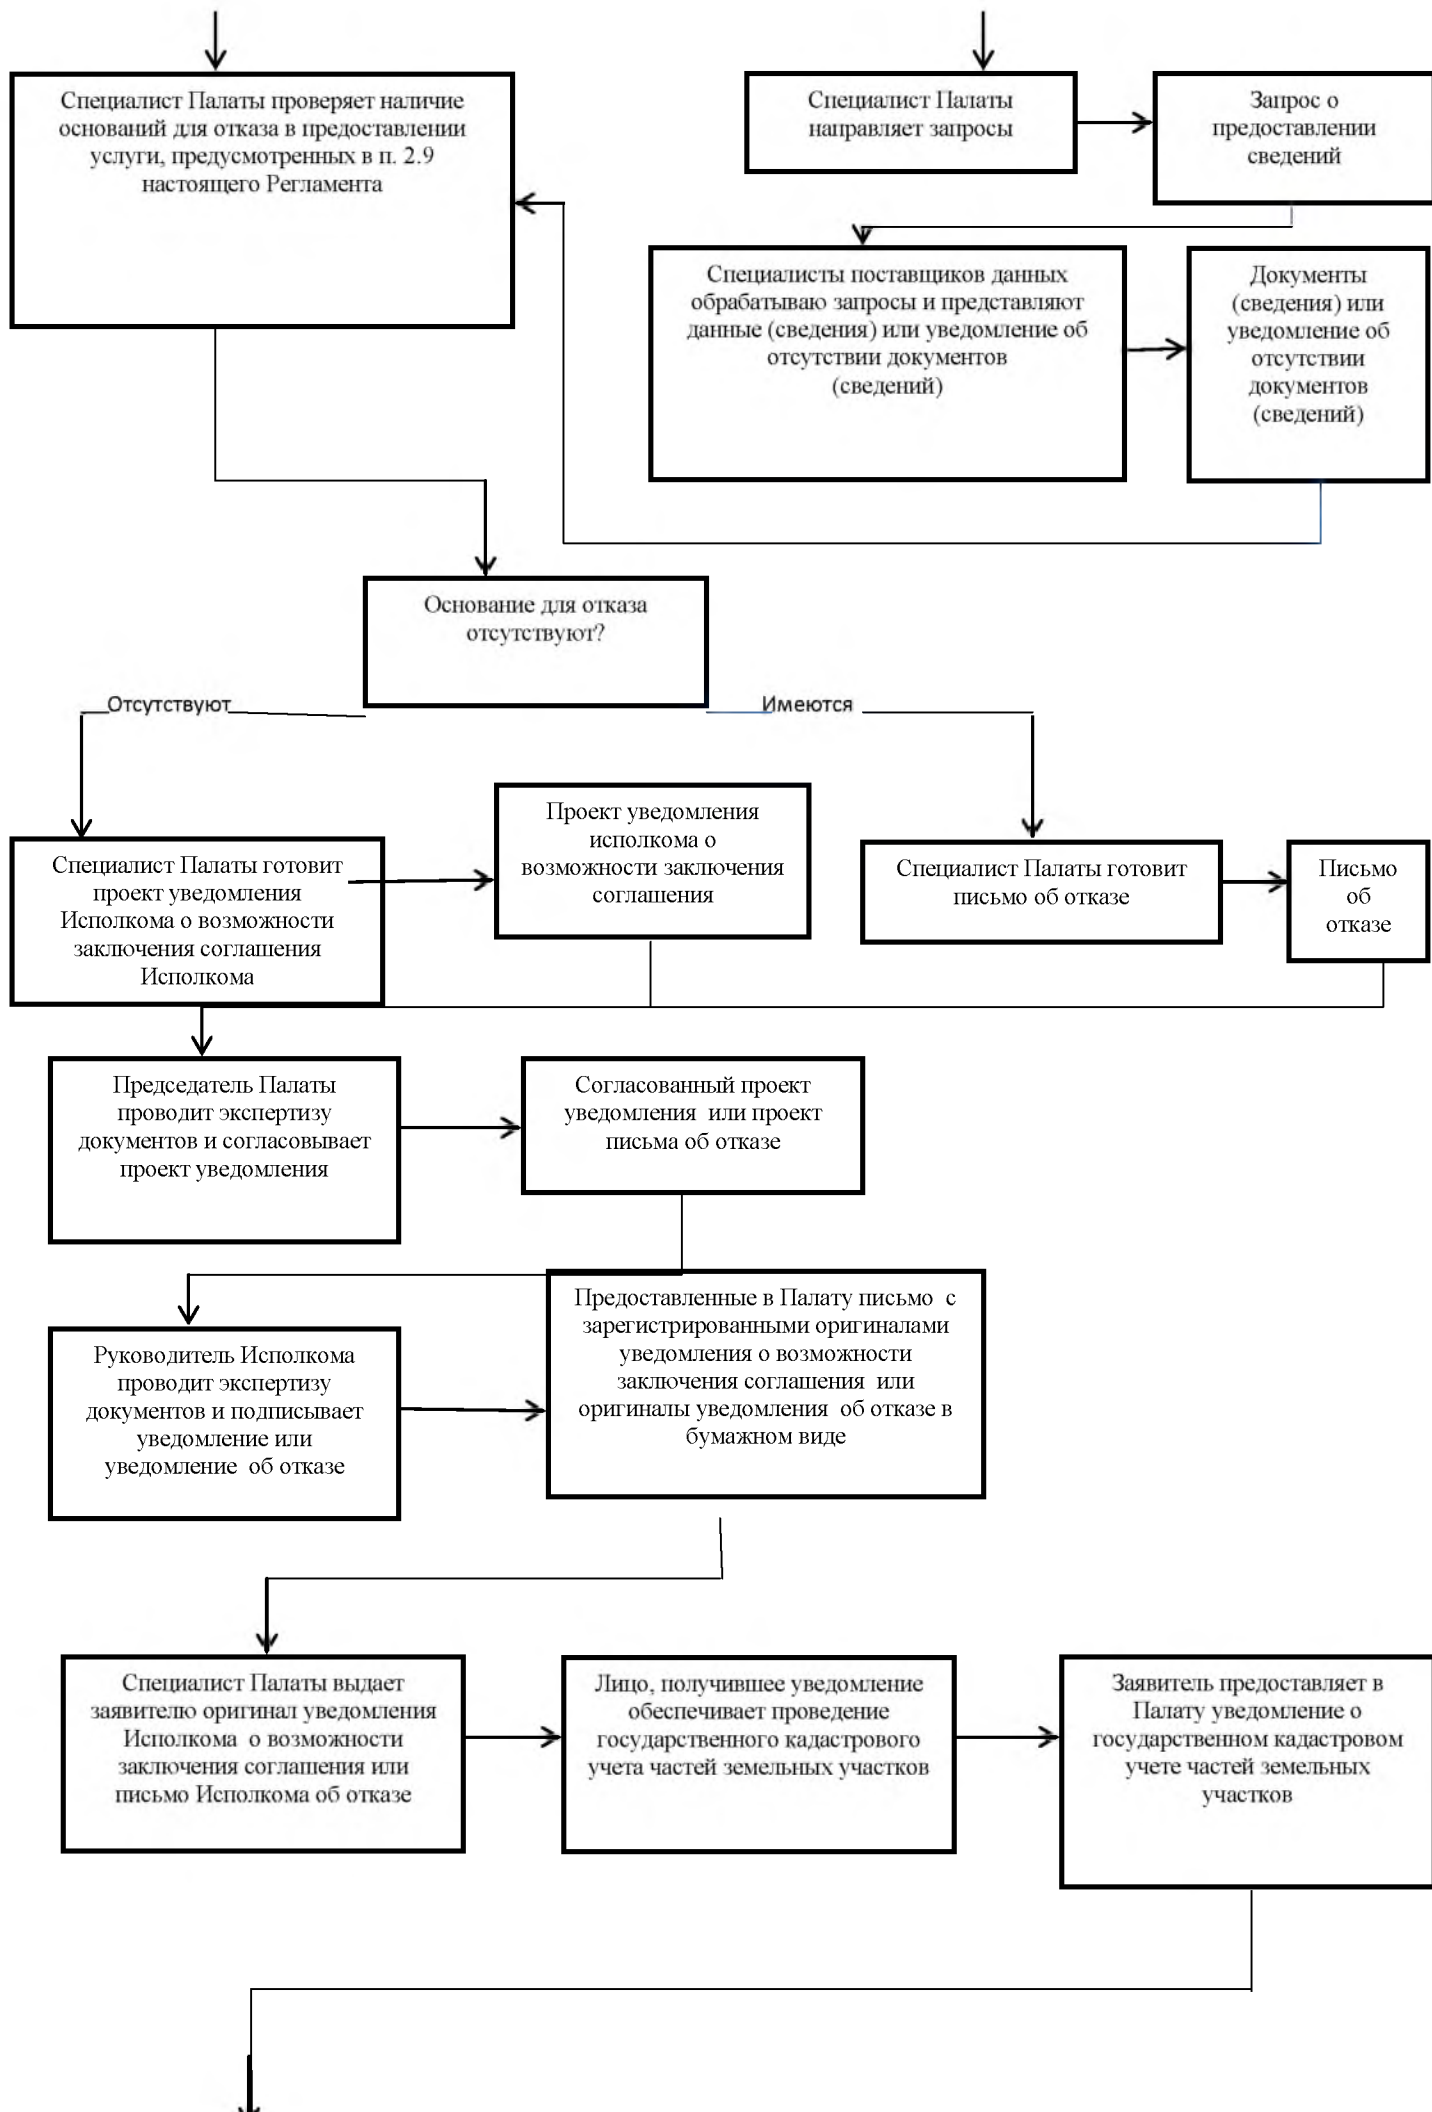 Специалист Палаты проверяет наличие
оснований для отказа в предоставлении
услуги, предусмотренных в п. 2.9
настоящего Регламента
Специалист Палаты
направляет запросы
Запрос о
предоставлении
сведений
Специалисты поставщиков данных
обрабатываю запросы и представляют
данные (сведения) или уведомление об
отсутствии документов
(сведений)
Документы
(сведения) или
уведомление об
отсутствии
документов
(сведений)
Основание для отказа
отсутствуют?
Отсутствуют
Имеются
Специалист Палаты готовит
проект уведомления
Исполкома о возможности
заключения соглашения
Исполкома
Проект уведомления
исполкома о
возможности заключения
соглашения
Специалист Палаты готовит
письмо об отказе
Письмо
об
отказе
Председатель Палаты
проводит экспертизу
документов и согласовывает
проект уведомления
Согласованный проект
уведомления или проект
письма об отказе
Руководитель Исполкома
проводит экспертизу
документов и подписывает
уведомление или
уведомление об отказе
Предоставленные в Палату письмо с
зарегистрированными оригиналами
уведомления о возможности
заключения соглашения или
оригиналы уведомления об отказе в
бумажном виде
Специалист Палаты выдает
заявителю оригинал уведомления
Исполкома о возможности
заключения соглашения или
письмо Исполкома об отказе
Лицо, получившее уведомление
обеспечивает проведение
государственного кадастрового
учета частей земельных участков
Заявитель предоставляет в
Палату уведомление о
государственном кадастровом
учете частей земельных
участков